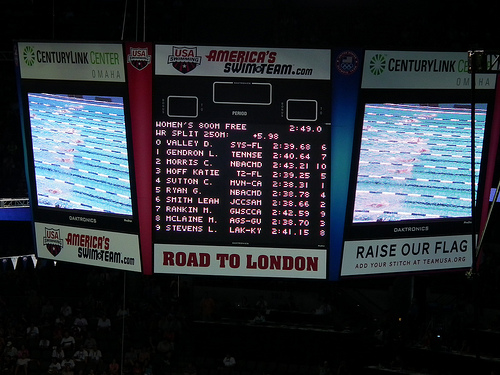 CENTURYLINK CENTER
OMAHA
USA
SWIMMING
USA
SWIMMING
AMERICA'S
SWIMTEAM.com
CENTURYLINK CE
OMAHA
PERIOD
WOMEN'S 800M FREE 2:49.0
WR SPLIT 250M: +5.98
0 VALLEY D. SYS-FL 2:39.68 6
1 GENDRON L. TENNSE 2:40.64 7
2 MORRIS C. NBACMD 2:43.21 10
3 HOFF KATIE T2-FL 2:39.25 5
4 SUTTON C. MVN-CA 2:38.31 1
5 RYAN G. NBACMD 2:38.78 4
6 SMITH LEAH JCCSAM 2:38.66 2
7 RANKIN M. GWSCCA 2:42.59 9
8 MCLAINE M. AGS-GU 2:38.70 3
9 STEVENS L. LAK-KY 2:41.15 8
DAKTRONICS
DAKTRONICS
USA
SWIMMING
AMERICA'S
SWIMTEAM.com
ROAD TO LONDON
RAISE OUR FLAG
ADD YOUR STITCH AT TEAMUSA.ORG